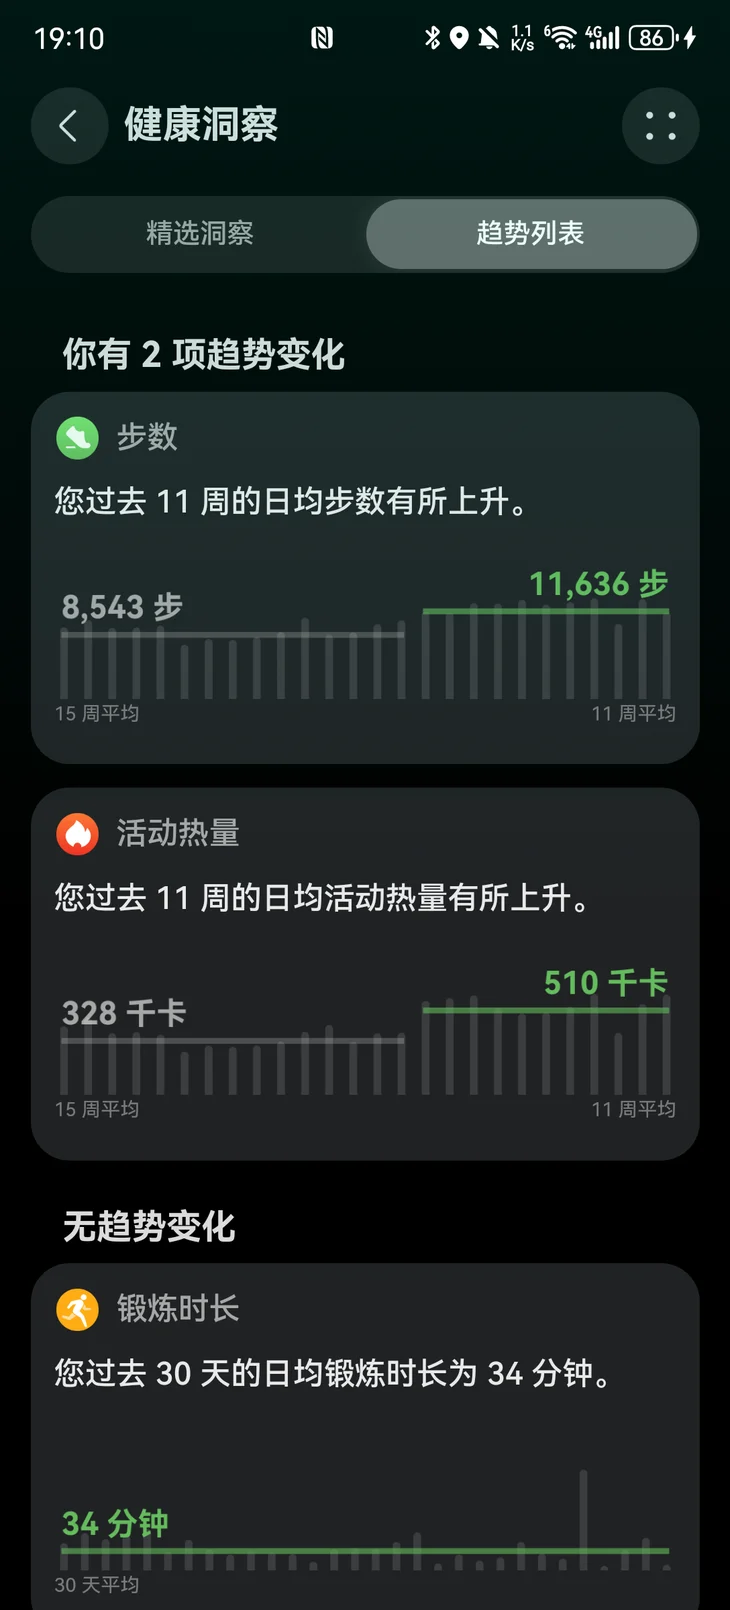 19:10
1.1 K/s
6
4G
86
健康洞察
精选洞察
趋势列表
你有 2 项趋势变化
步数
您过去 11 周的日均步数有所上升。
11,636 步
8,543 步
15 周平均
11 周平均
活动热量
您过去 11 周的日均活动热量有所上升。
510 千卡
328 千卡
15 周平均
11 周平均
无趋势变化
锻炼时长
您过去 30 天的日均锻炼时长为 34 分钟。
34 分钟
30 天平均